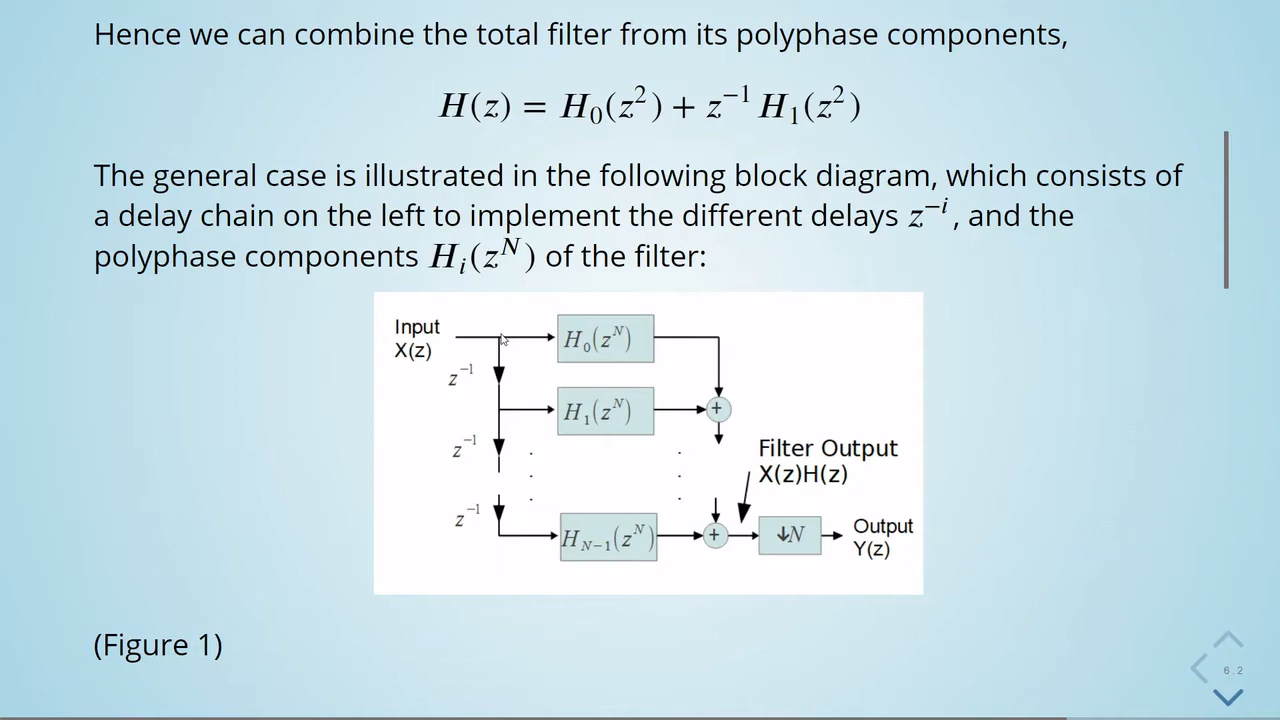 Hence we can combine the total filter from its polyphase components,
H(z) = H₀(z²) + z⁻¹ H₁(z²)
The general case is illustrated in the following block diagram, which consists of
a delay chain on the left to implement the different delays z⁻ⁱ, and the
polyphase components Hᵢ(zᴺ) of the filter:
Input
X(z)
H₀(zᴺ)
z⁻¹
H₁(zᴺ)
+
z⁻¹
Filter Output
X(z)H(z)
z⁻¹
H_{N−1}(zᴺ)
+
↓N
Output
Y(z)
(Figure 1)
6.2